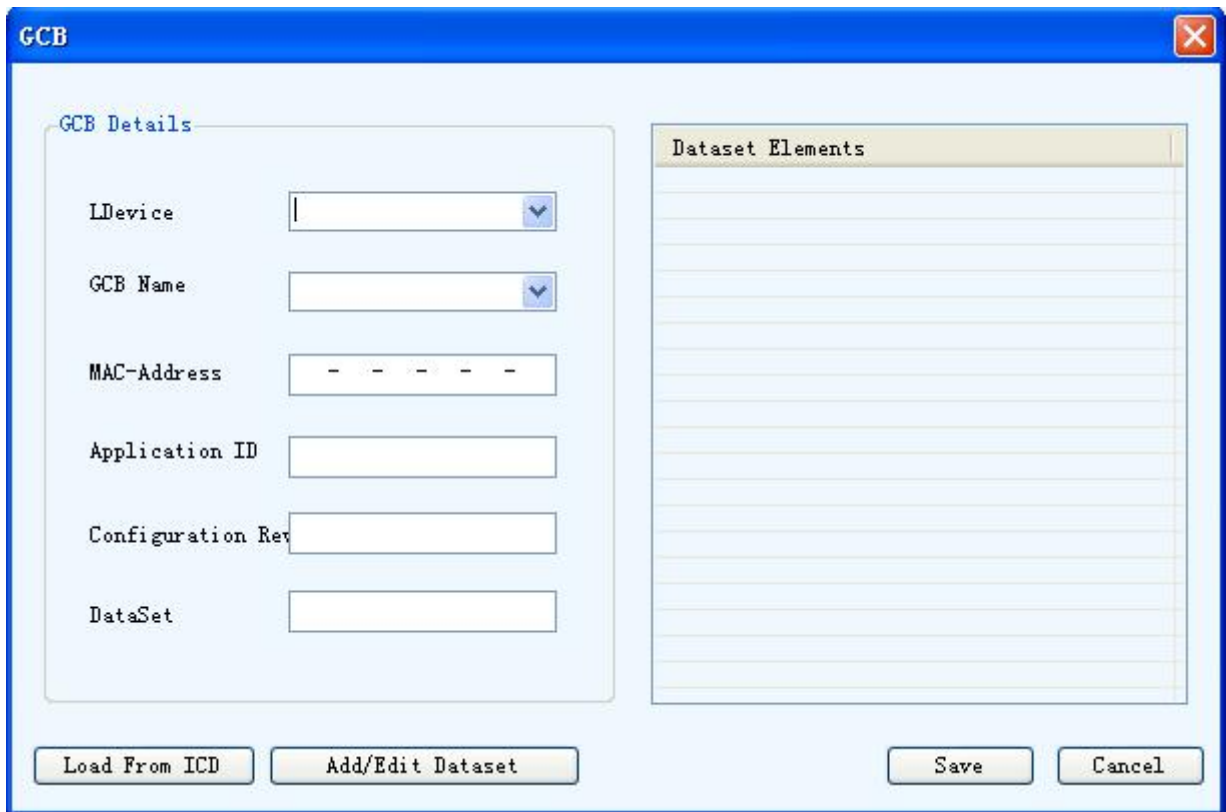 GCB
GCB Details
LDevice
GCB Name
MAC-Address - - - - -
Application ID
Configuration Rev
DataSet
Dataset Elements
Load From ICD Add/Edit Dataset Save Cancel